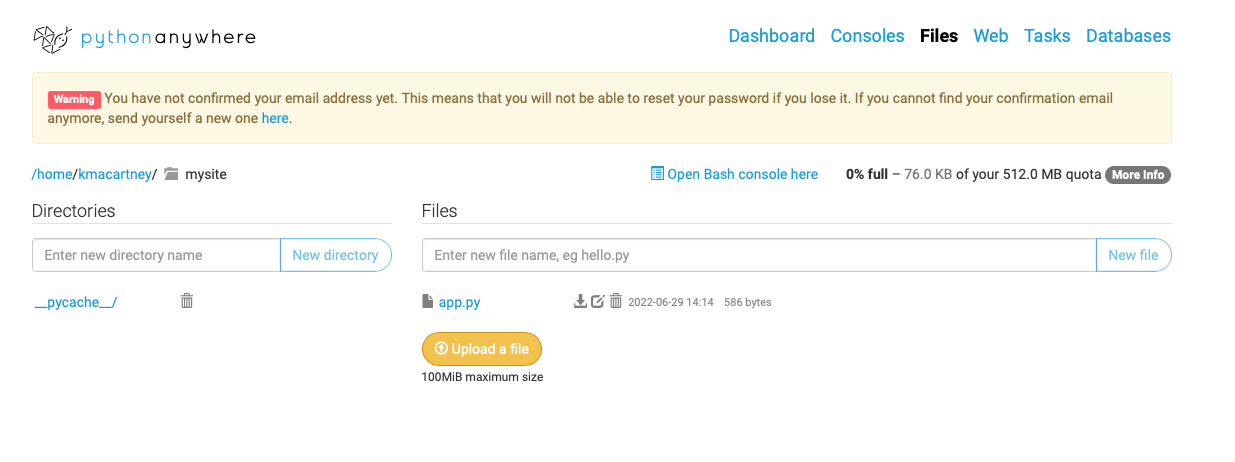 pythonanywhere
Dashboard Consoles Files Web Tasks Databases
Warning You have not confirmed your email address yet. This means that you will not be able to reset your password if you lose it. If you cannot find your confirmation email
anymore, send yourself a new one here.
/home/kmacartney/ mysite
Open Bash console here
0% full – 76.0 KB of your 512.0 MB quota More Info
Directories
Enter new directory name New directory
__pycache__/
Files
Enter new file name, eg hello.py New file
app.py 2022-06-29 14:14 586 bytes
Upload a file
100MiB maximum size